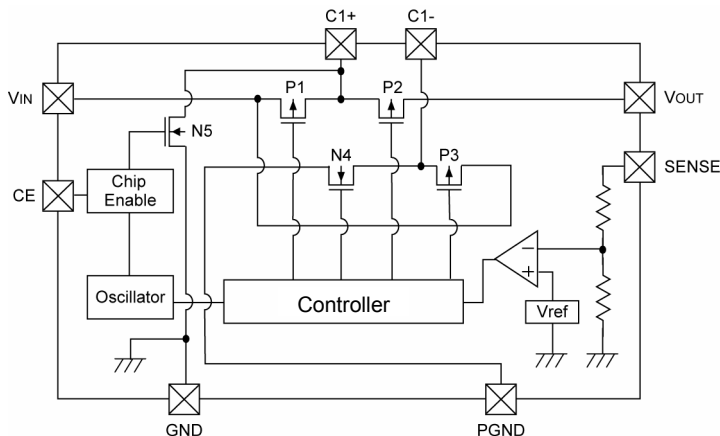 C1+ C1-
VIN P1 P2 VOUT
N5
N4 P3 SENSE
CE Chip
Enable
−
+
Oscillator Controller Vref
GND PGND